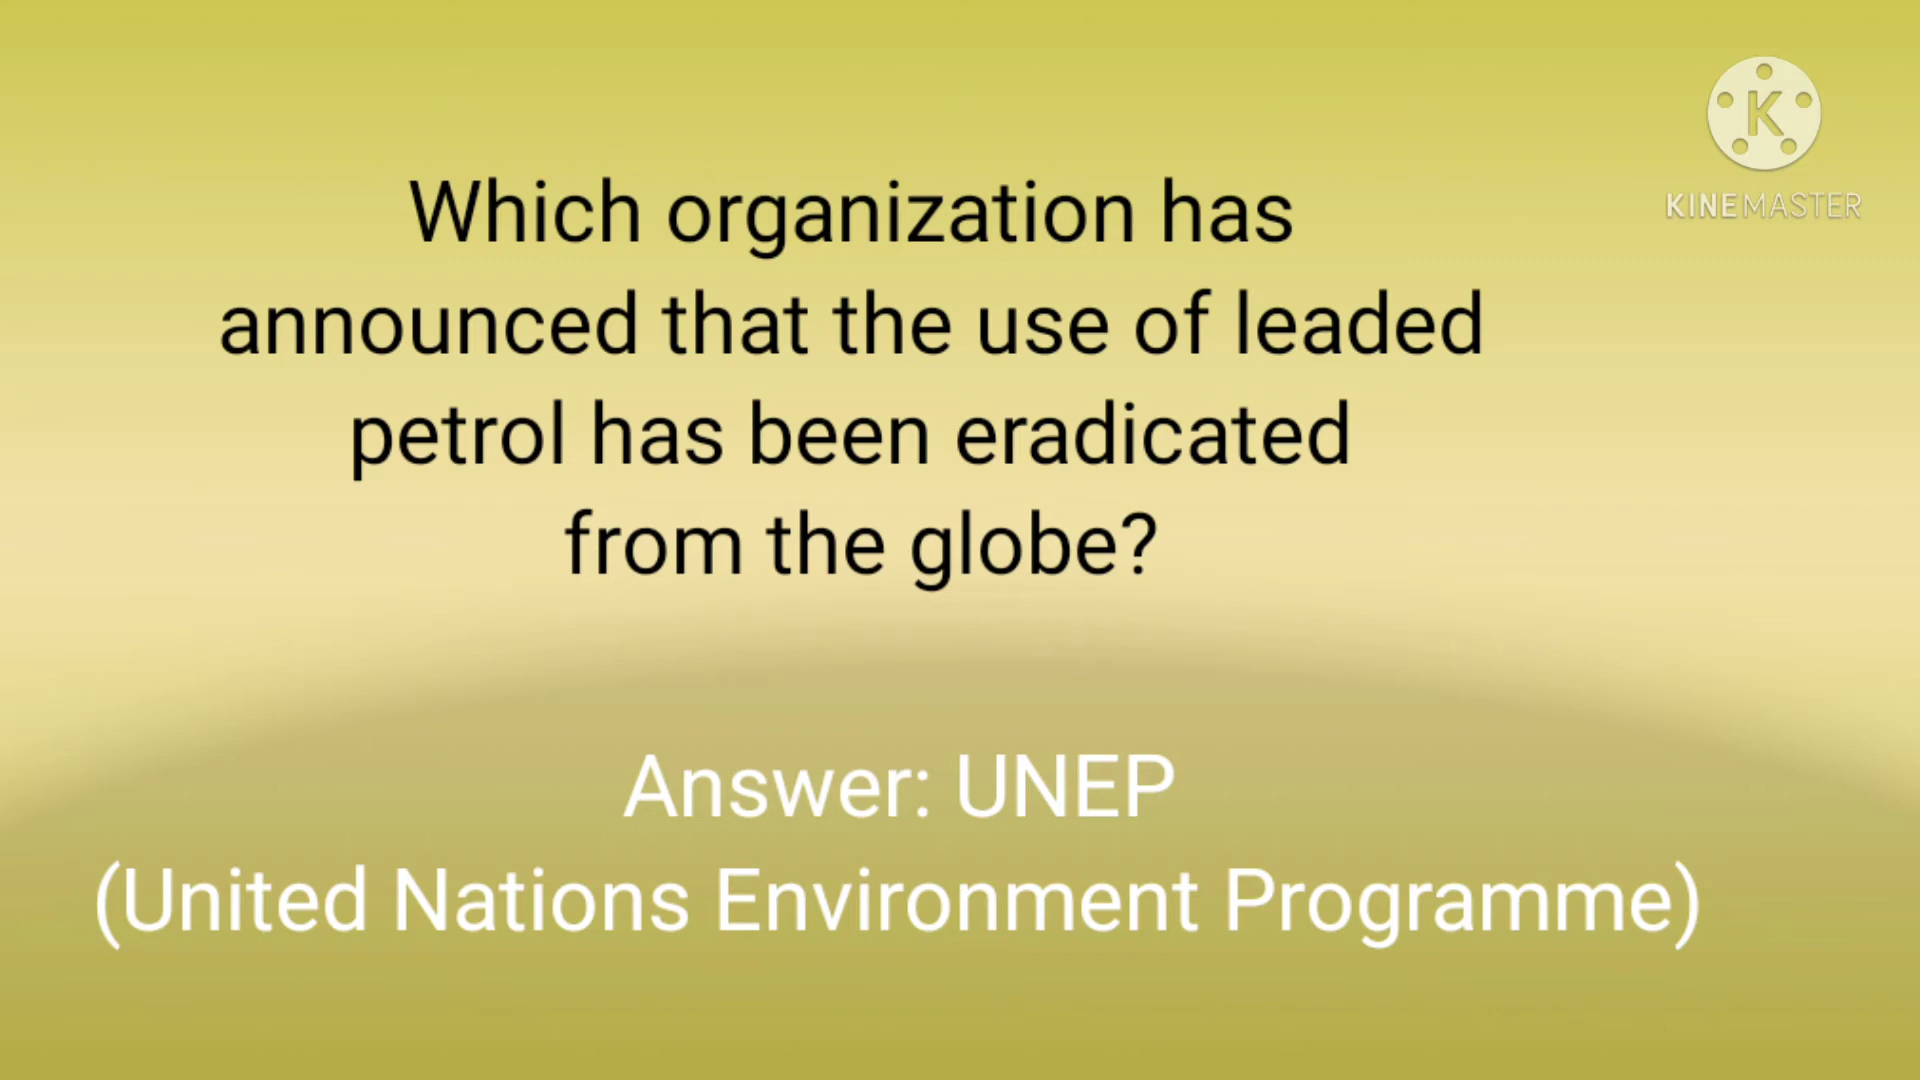 Which organization has
announced that the use of leaded
petrol has been eradicated
from the globe?
Answer: UNEP
(United Nations Environment Programme)
K
KINEMASTER